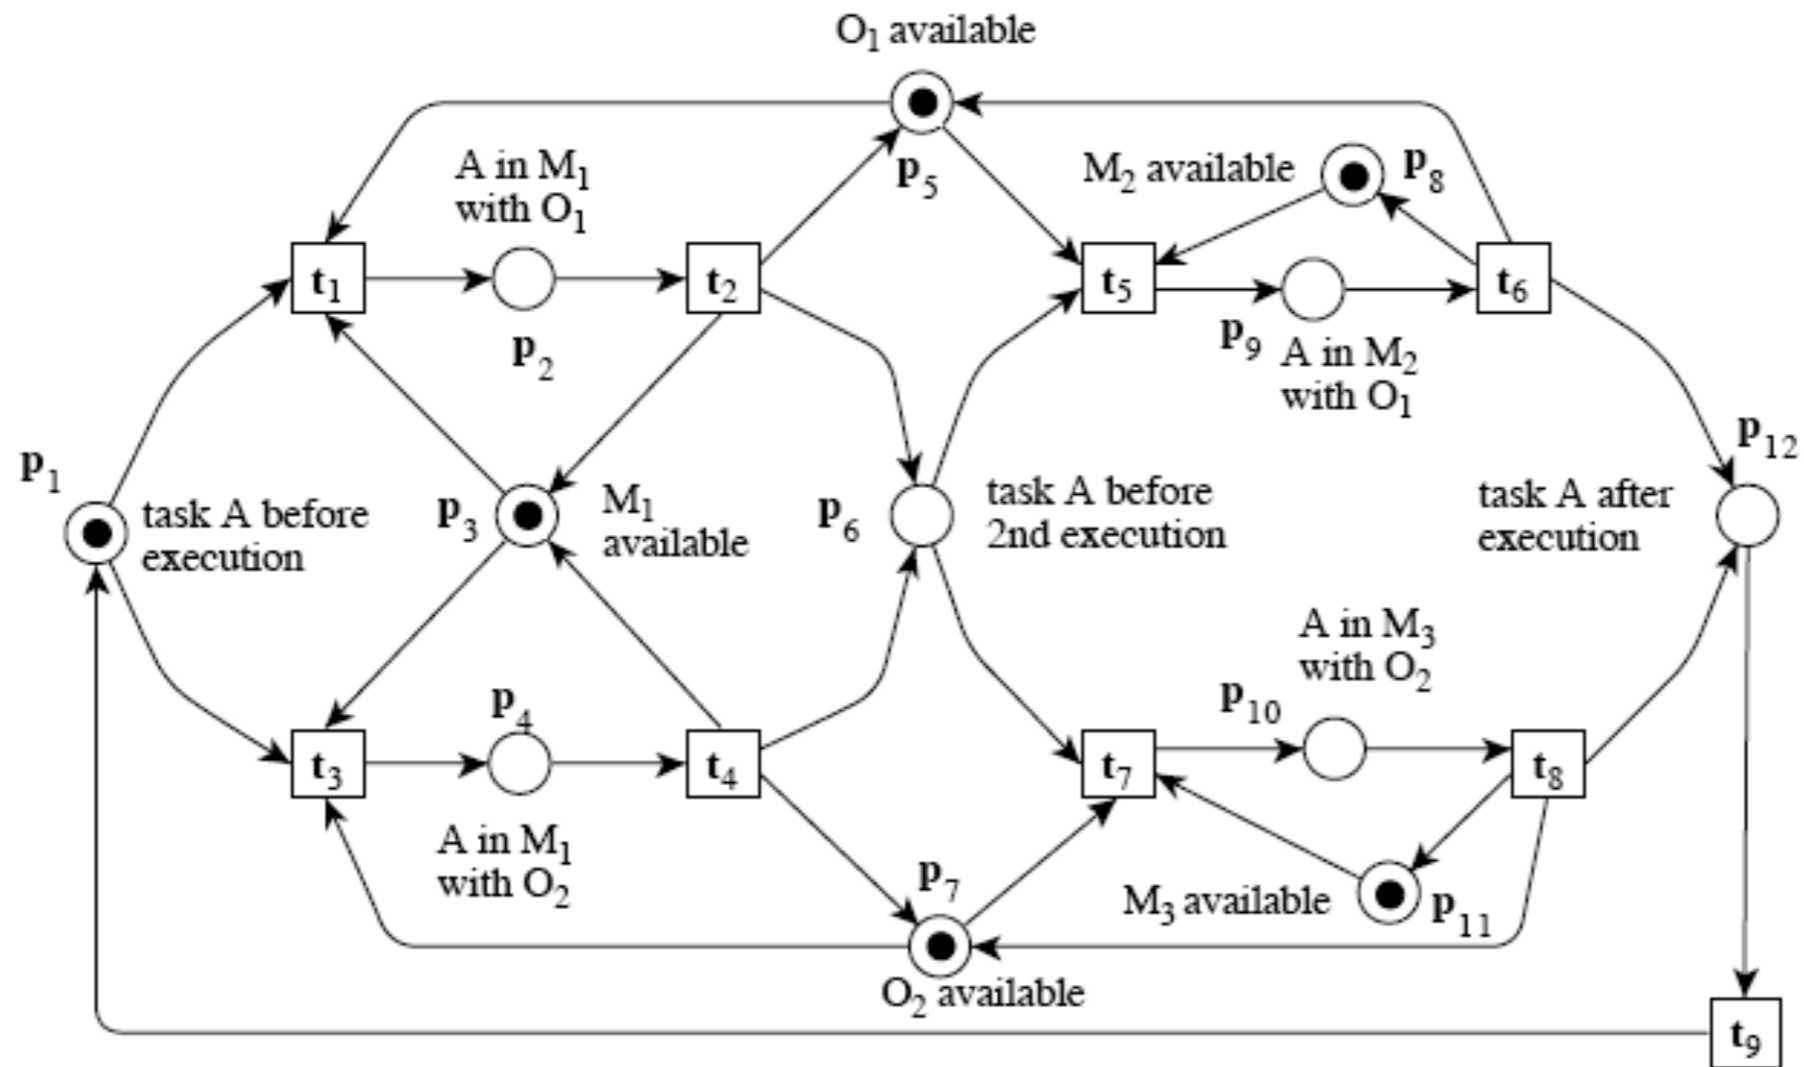 O1 available
p5
M2 available
p8
A in M1
with O1
t1
t2
t5
t6
p2
p9
A in M2
with O1
p1
task A before
execution
p3
M1
available
p6
task A before
2nd execution
task A after
execution
p12
A in M3
with O2
p4
p10
t3
t4
t7
t8
A in M1
with O2
p7
M3 available
p11
O2 available
t9